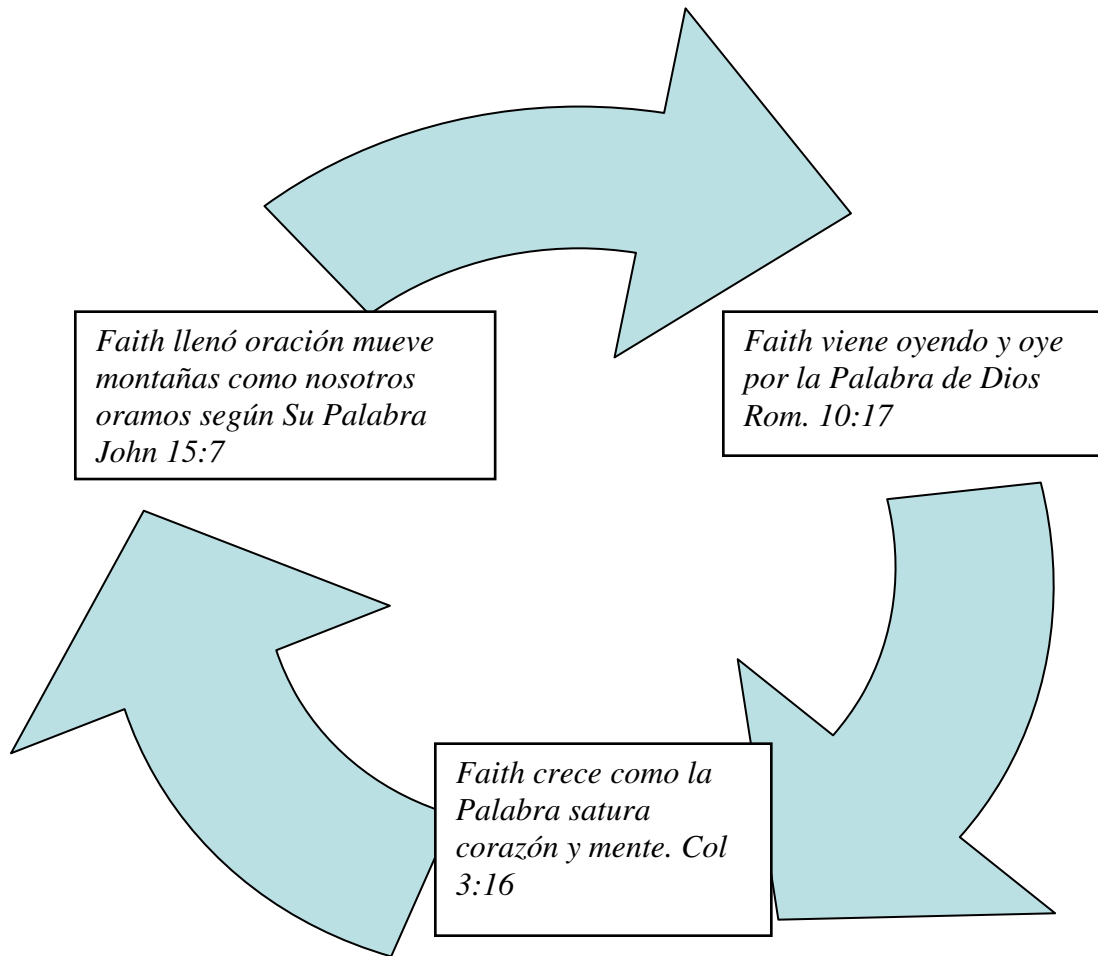 Faith llenó oración mueve
montañas como nosotros
oramos según Su Palabra
John 15:7
Faith viene oyendo y oye
por la Palabra de Dios
Rom. 10:17
Faith crece como la
Palabra satura
corazón y mente. Col
3:16